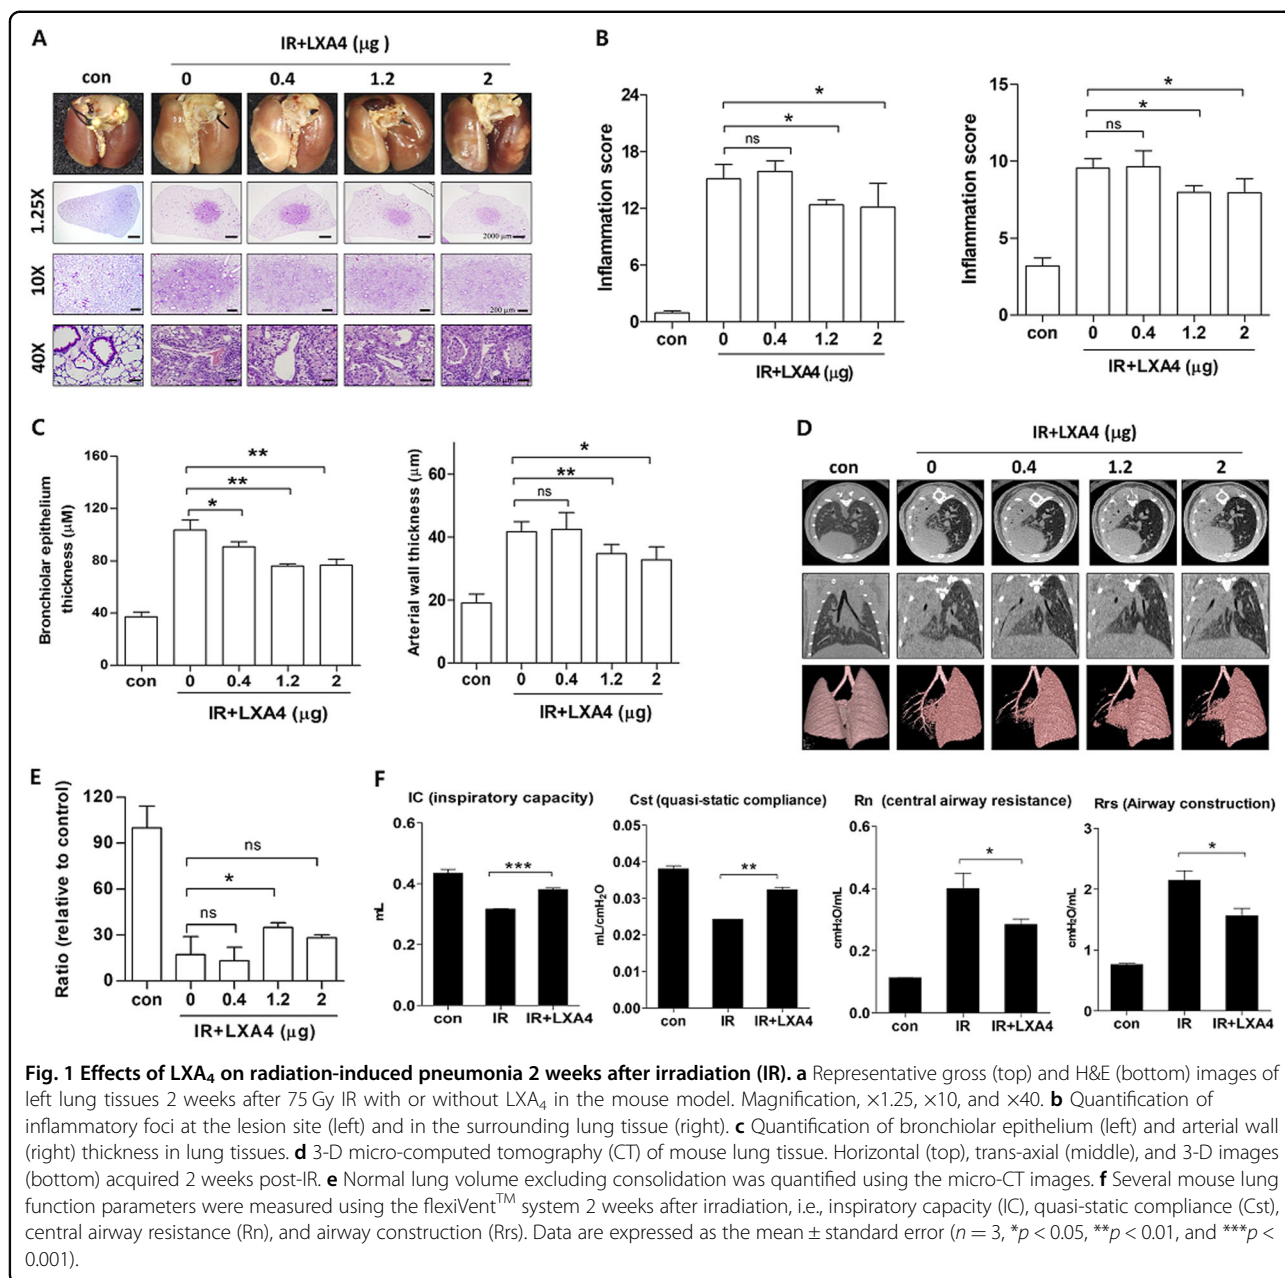 A
IR+LXA4 (μg )
con 0 0.4 1.2 2
1.25X
2000 μm
10X
200 μm
40X
50 μm
B
Inflammation score
24
18
12
6
0
ns
*
*
con 0 0.4 1.2 2
IR+LXA4 (μg)
Inflammation score
15
10
5
0
ns
*
*
con 0 0.4 1.2 2
IR+LXA4 (μg)
C
Bronchiolar epithelium
thickness (μM)
160
120
80
40
0
*
**
**
con 0 0.4 1.2 2
IR+LXA4 (μg)
Arterial wall thickness (μm)
60
40
20
0
ns
**
*
con 0 0.4 1.2 2
IR+LXA4 (μg)
D
IR+LXA4 (μg)
con 0 0.4 1.2 2
E
Ratio (relative to control)
120
90
60
30
0
ns
*
ns
con 0 0.4 1.2 2
IR+LXA4 (μg)
F
IC (inspiratory capacity)
mL
0.6
0.4
0.2
0.0
***
con IR IR+LXA4
Cst (quasi-static compliance)
mL/cmH₂O
0.05
0.04
0.03
0.02
0.01
0.00
**
con IR IR+LXA4
Rn (central airway resistance)
cmH₂O/mL
0.6
0.4
0.2
0.0
*
con IR IR+LXA4
Rrs (Airway construction)
cmH₂O/mL
3
2
1
0
*
con IR IR+LXA4
Fig. 1 Effects of LXA₄ on radiation-induced pneumonia 2 weeks after irradiation (IR). a Representative gross (top) and H&E (bottom) images of
left lung tissues 2 weeks after 75 Gy IR with or without LXA₄ in the mouse model. Magnification, ×1.25, ×10, and ×40. b Quantification of
inflammatory foci at the lesion site (left) and in the surrounding lung tissue (right). c Quantification of bronchiolar epithelium (left) and arterial wall
(right) thickness in lung tissues. d 3-D micro-computed tomography (CT) of mouse lung tissue. Horizontal (top), trans-axial (middle), and 3-D images
(bottom) acquired 2 weeks post-IR. e Normal lung volume excluding consolidation was quantified using the micro-CT images. f Several mouse lung
function parameters were measured using the flexiVent™ system 2 weeks after irradiation, i.e., inspiratory capacity (IC), quasi-static compliance (Cst),
central airway resistance (Rn), and airway construction (Rrs). Data are expressed as the mean ± standard error (n = 3, *p < 0.05, **p < 0.01, and ***p <
0.001).